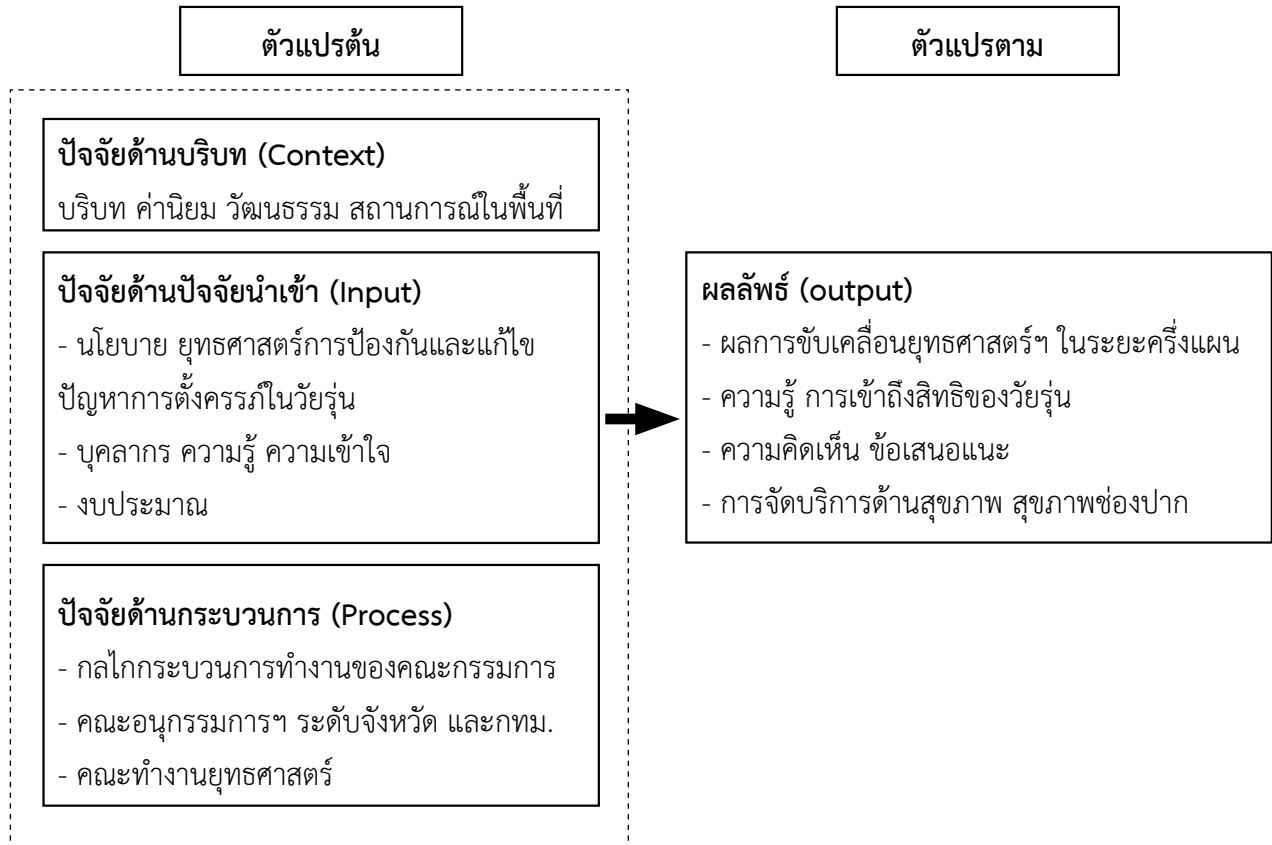 ตัวแปรต้น
ตัวแปรตาม
ปัจจัยด้านบริบท (Context)
บริบท ค่านิยม วัฒนธรรม สถานการณ์ในพื้นที่
ปัจจัยด้านปัจจัยนำเข้า (Input)
- นโยบาย ยุทธศาสตร์การป้องกันและแก้ไข
ปัญหาการตั้งครรภ์ในวัยรุ่น
- บุคลากร ความรู้ ความเข้าใจ
- งบประมาณ
ปัจจัยด้านกระบวนการ (Process)
- กลไกกระบวนการทำงานของคณะกรรมการ
- คณะอนุกรรมการฯ ระดับจังหวัด และกทม.
- คณะทำงานยุทธศาสตร์
ผลลัพธ์ (output)
- ผลการขับเคลื่อนยุทธศาสตร์ฯ ในระยะครึ่งแผน
- ความรู้ การเข้าถึงสิทธิของวัยรุ่น
- ความคิดเห็น ข้อเสนอแนะ
- การจัดบริการด้านสุขภาพ สุขภาพช่องปาก